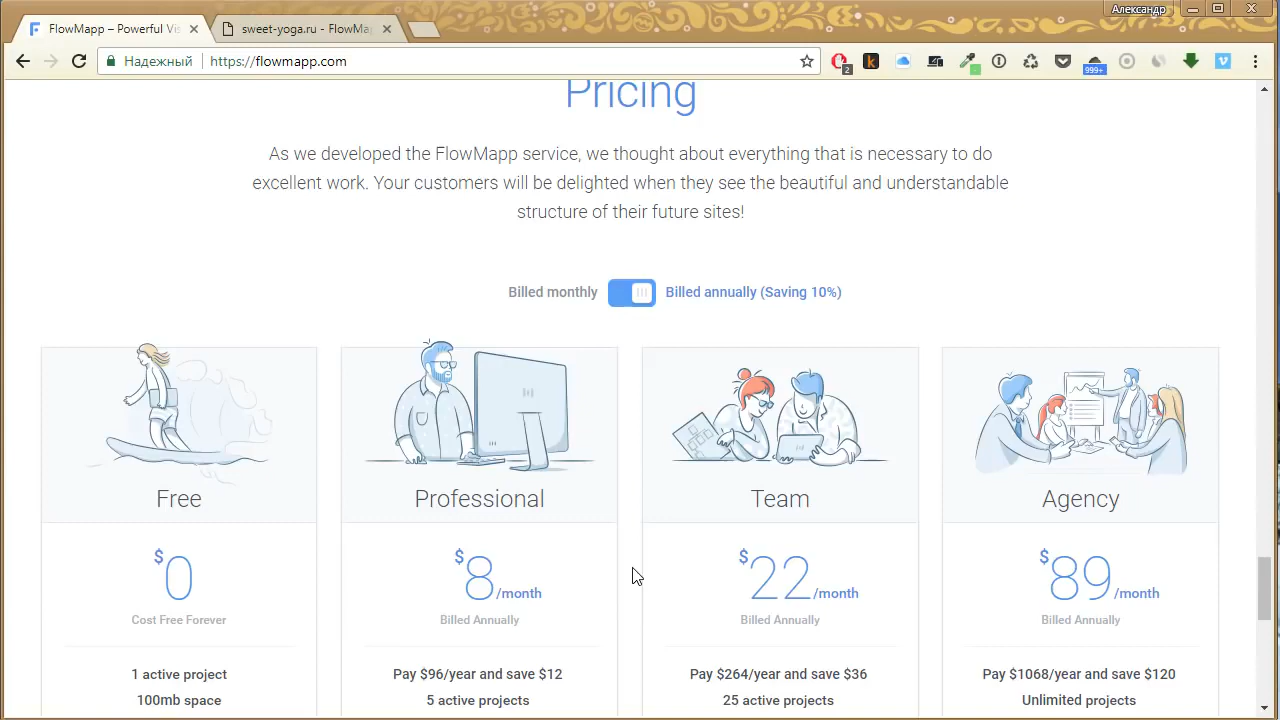 Александр
FlowMapp – Powerful Vis
sweet-yoga.ru - FlowMap
Надежный
https://flowmapp.com
2
999+
Pricing
As we developed the FlowMapp service, we thought about everything that is necessary to do
excellent work. Your customers will be delighted when they see the beautiful and understandable
structure of their future sites!
Billed monthly
Billed annually (Saving 10%)
Free
Professional
Team
Agency
$0
$8/month
$22/month
$89/month
Cost Free Forever
Billed Annually
Billed Annually
Billed Annually
1 active project
Pay $96/year and save $12
Pay $264/year and save $36
Pay $1068/year and save $120
100mb space
5 active projects
25 active projects
Unlimited projects